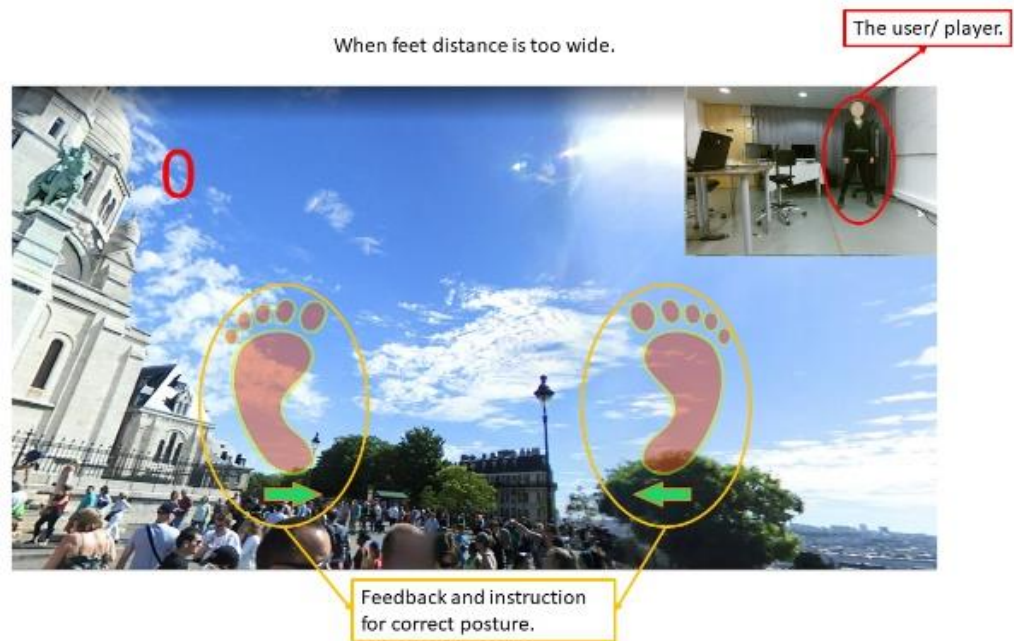 The user/ player.
When feet distance is too wide.
0
Feedback and instruction
for correct posture.